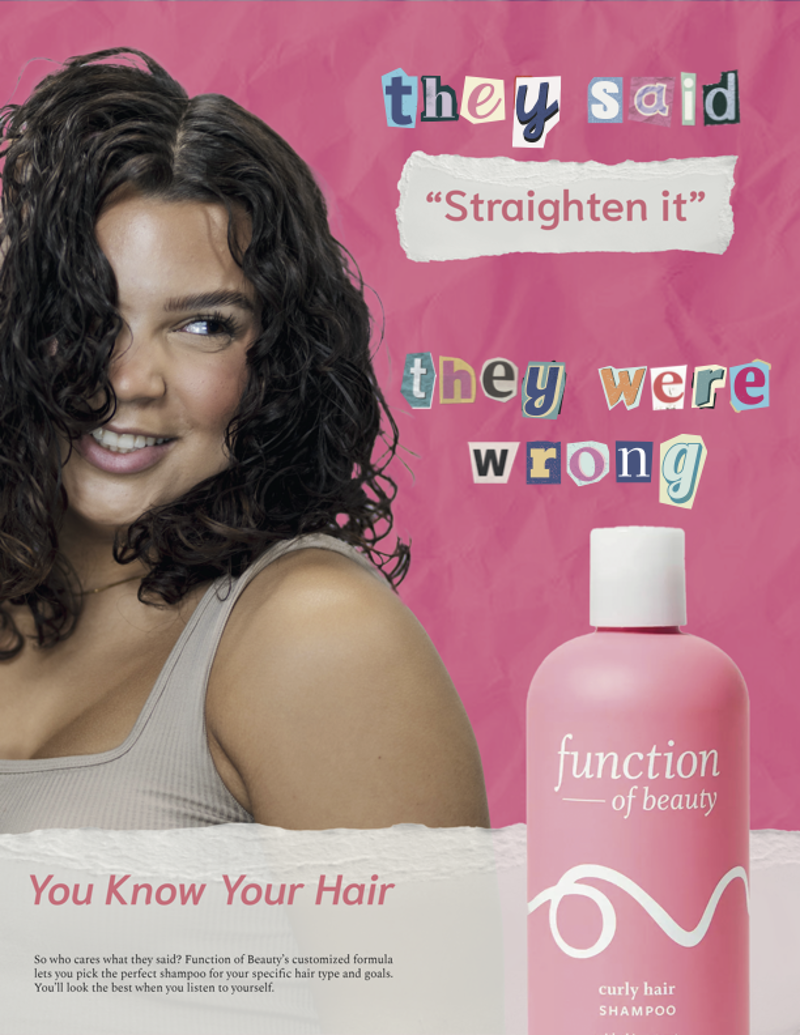 they said
“Straighten it”
they were
wrong
function
of beauty
You Know Your Hair
So who cares what they said? Function of Beauty's customized formula
lets you pick the perfect shampoo for your specific hair type and goals.
You'll look the best when you listen to yourself.
curly hair
SHAMPOO